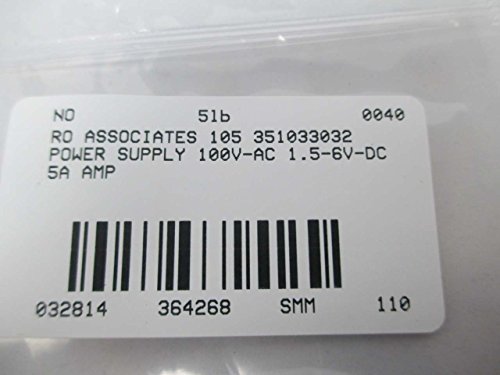 NO 51b 0040
RO ASSOCIATES 105 351033032
POWER SUPPLY 100V-AC 1.5-6V-DC
5A AMP
032814 364268 SMM 110